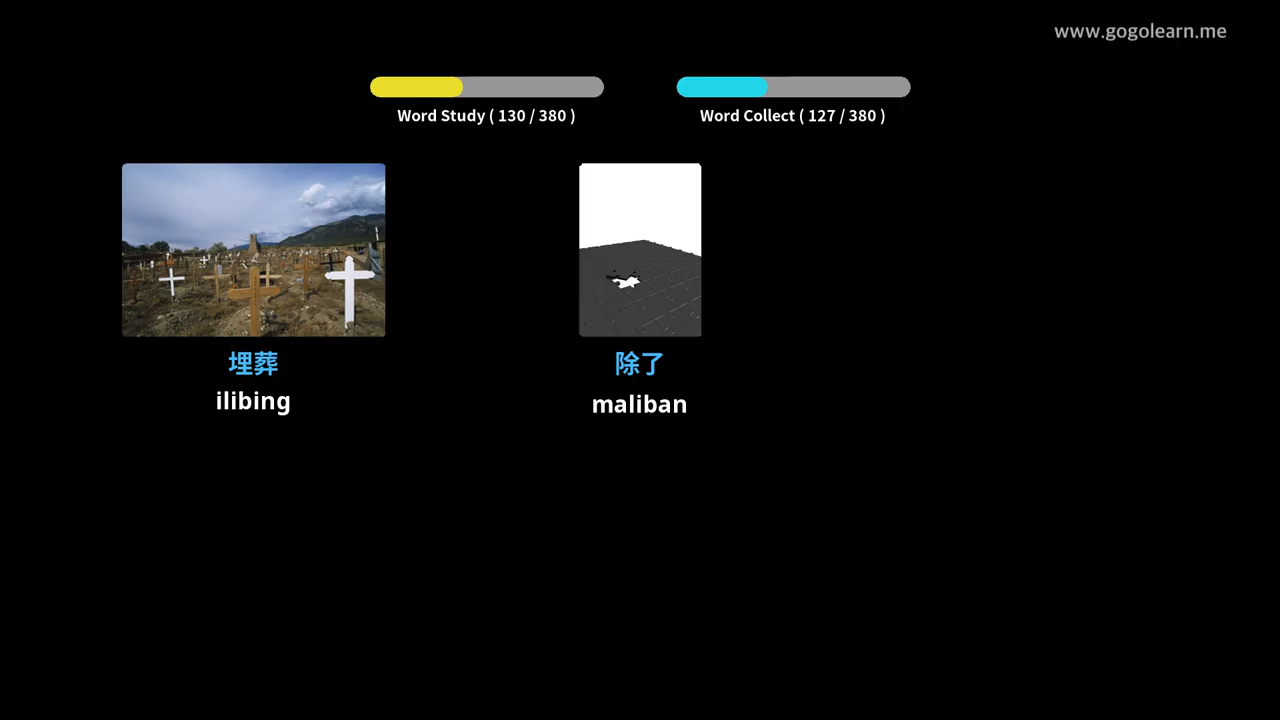 www.gogolearn.me
Word Study ( 130 / 380 )
Word Collect ( 127 / 380 )
埋葬
ilibing
除了
maliban